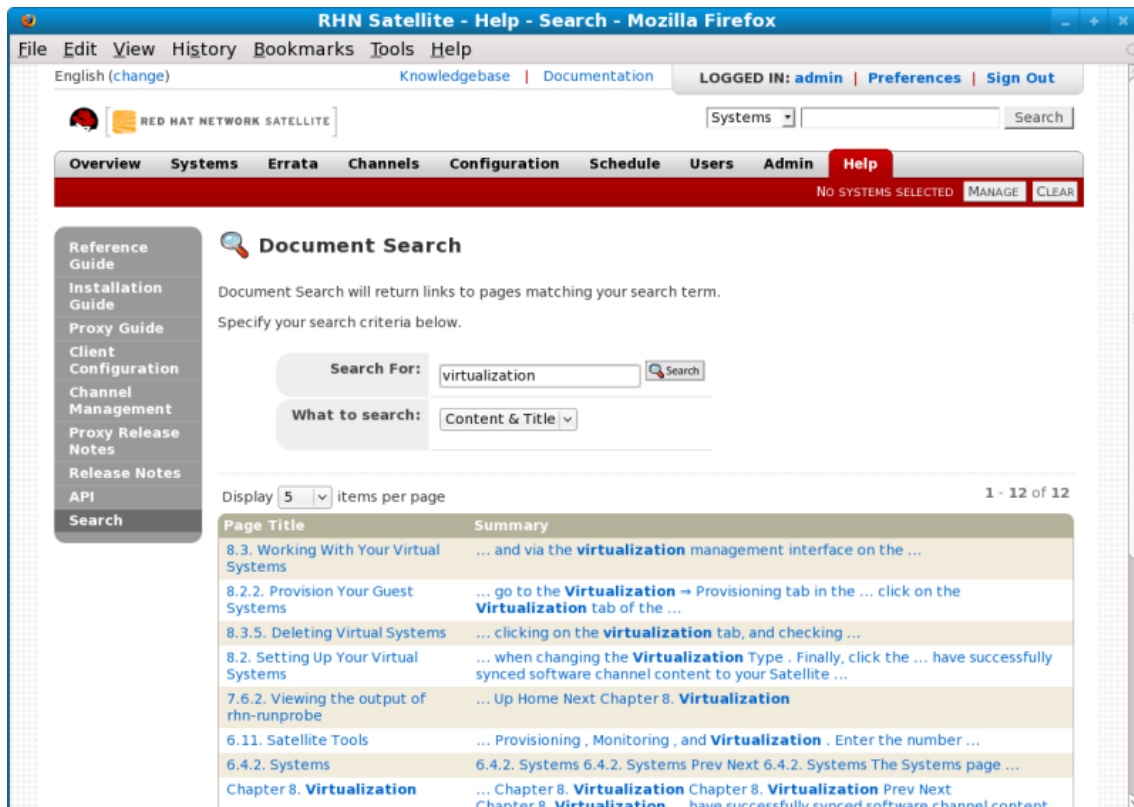 RHN Satellite - Help - Search - Mozilla Firefox
File Edit View History Bookmarks Tools Help
English (change) Knowledgebase | Documentation LOGGED IN: admin | Preferences | Sign Out
RED HAT NETWORK SATELLITE Systems Search
Overview Systems Errata Channels Configuration Schedule Users Admin Help
NO SYSTEMS SELECTED MANAGE CLEAR
Reference
Guide
Installation
Guide
Proxy Guide
Client
Configuration
Channel
Management
Proxy Release
Notes
Release Notes
API
Search
Document Search
Document Search will return links to pages matching your search term.
Specify your search criteria below.
Search For: virtualization Search
What to search: Content & Title
Display 5 items per page 1 - 12 of 12
Page Title Summary
8.3. Working With Your Virtual ... and via the virtualization management interface on the ...
Systems
8.2.2. Provision Your Guest ... go to the Virtualization ⇒ Provisioning tab in the ... click on the
Systems Virtualization tab of the ...
8.3.5. Deleting Virtual Systems ... clicking on the virtualization tab, and checking ...
8.2. Setting Up Your Virtual ... when changing the Virtualization Type . Finally, click the ... have successfully
Systems synced software channel content to your Satellite ...
7.6.2. Viewing the output of ... Up Home Next Chapter 8. Virtualization
rhn-runprobe
6.11. Satellite Tools ... Provisioning , Monitoring , and Virtualization . Enter the number ...
6.4.2. Systems 6.4.2. Systems 6.4.2. Systems Prev Next 6.4.2. Systems The Systems page ...
Chapter 8. Virtualization ... Chapter 8. Virtualization Chapter 8. Virtualization Prev Next
Chapter 8. Virtualization ... have successfully synced software channel content